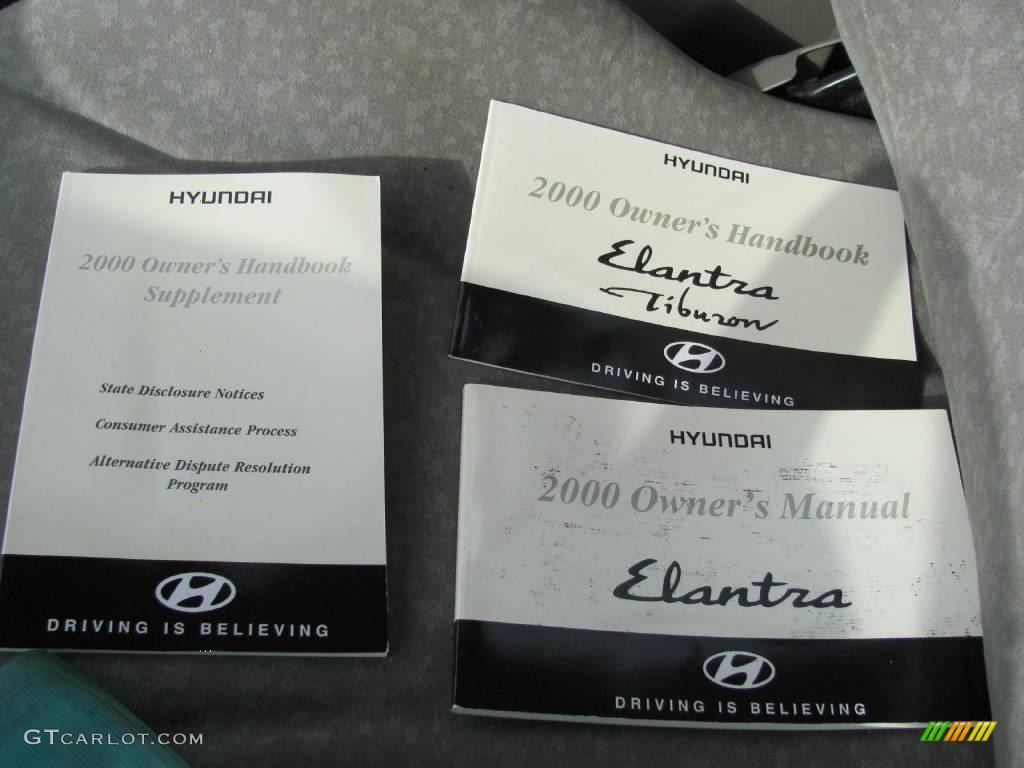 HYUNDAI
2000 Owner's Handbook
Supplement
State Disclosure Notices
Consumer Assistance Process
Alternative Dispute Resolution
Program
DRIVING IS BELIEVING
HYUNDAI
2000 Owner's Handbook
Elantra
Tiburon
DRIVING IS BELIEVING
HYUNDAI
2000 Owner's Manual
Elantra
DRIVING IS BELIEVING
GTCARLOT.COM